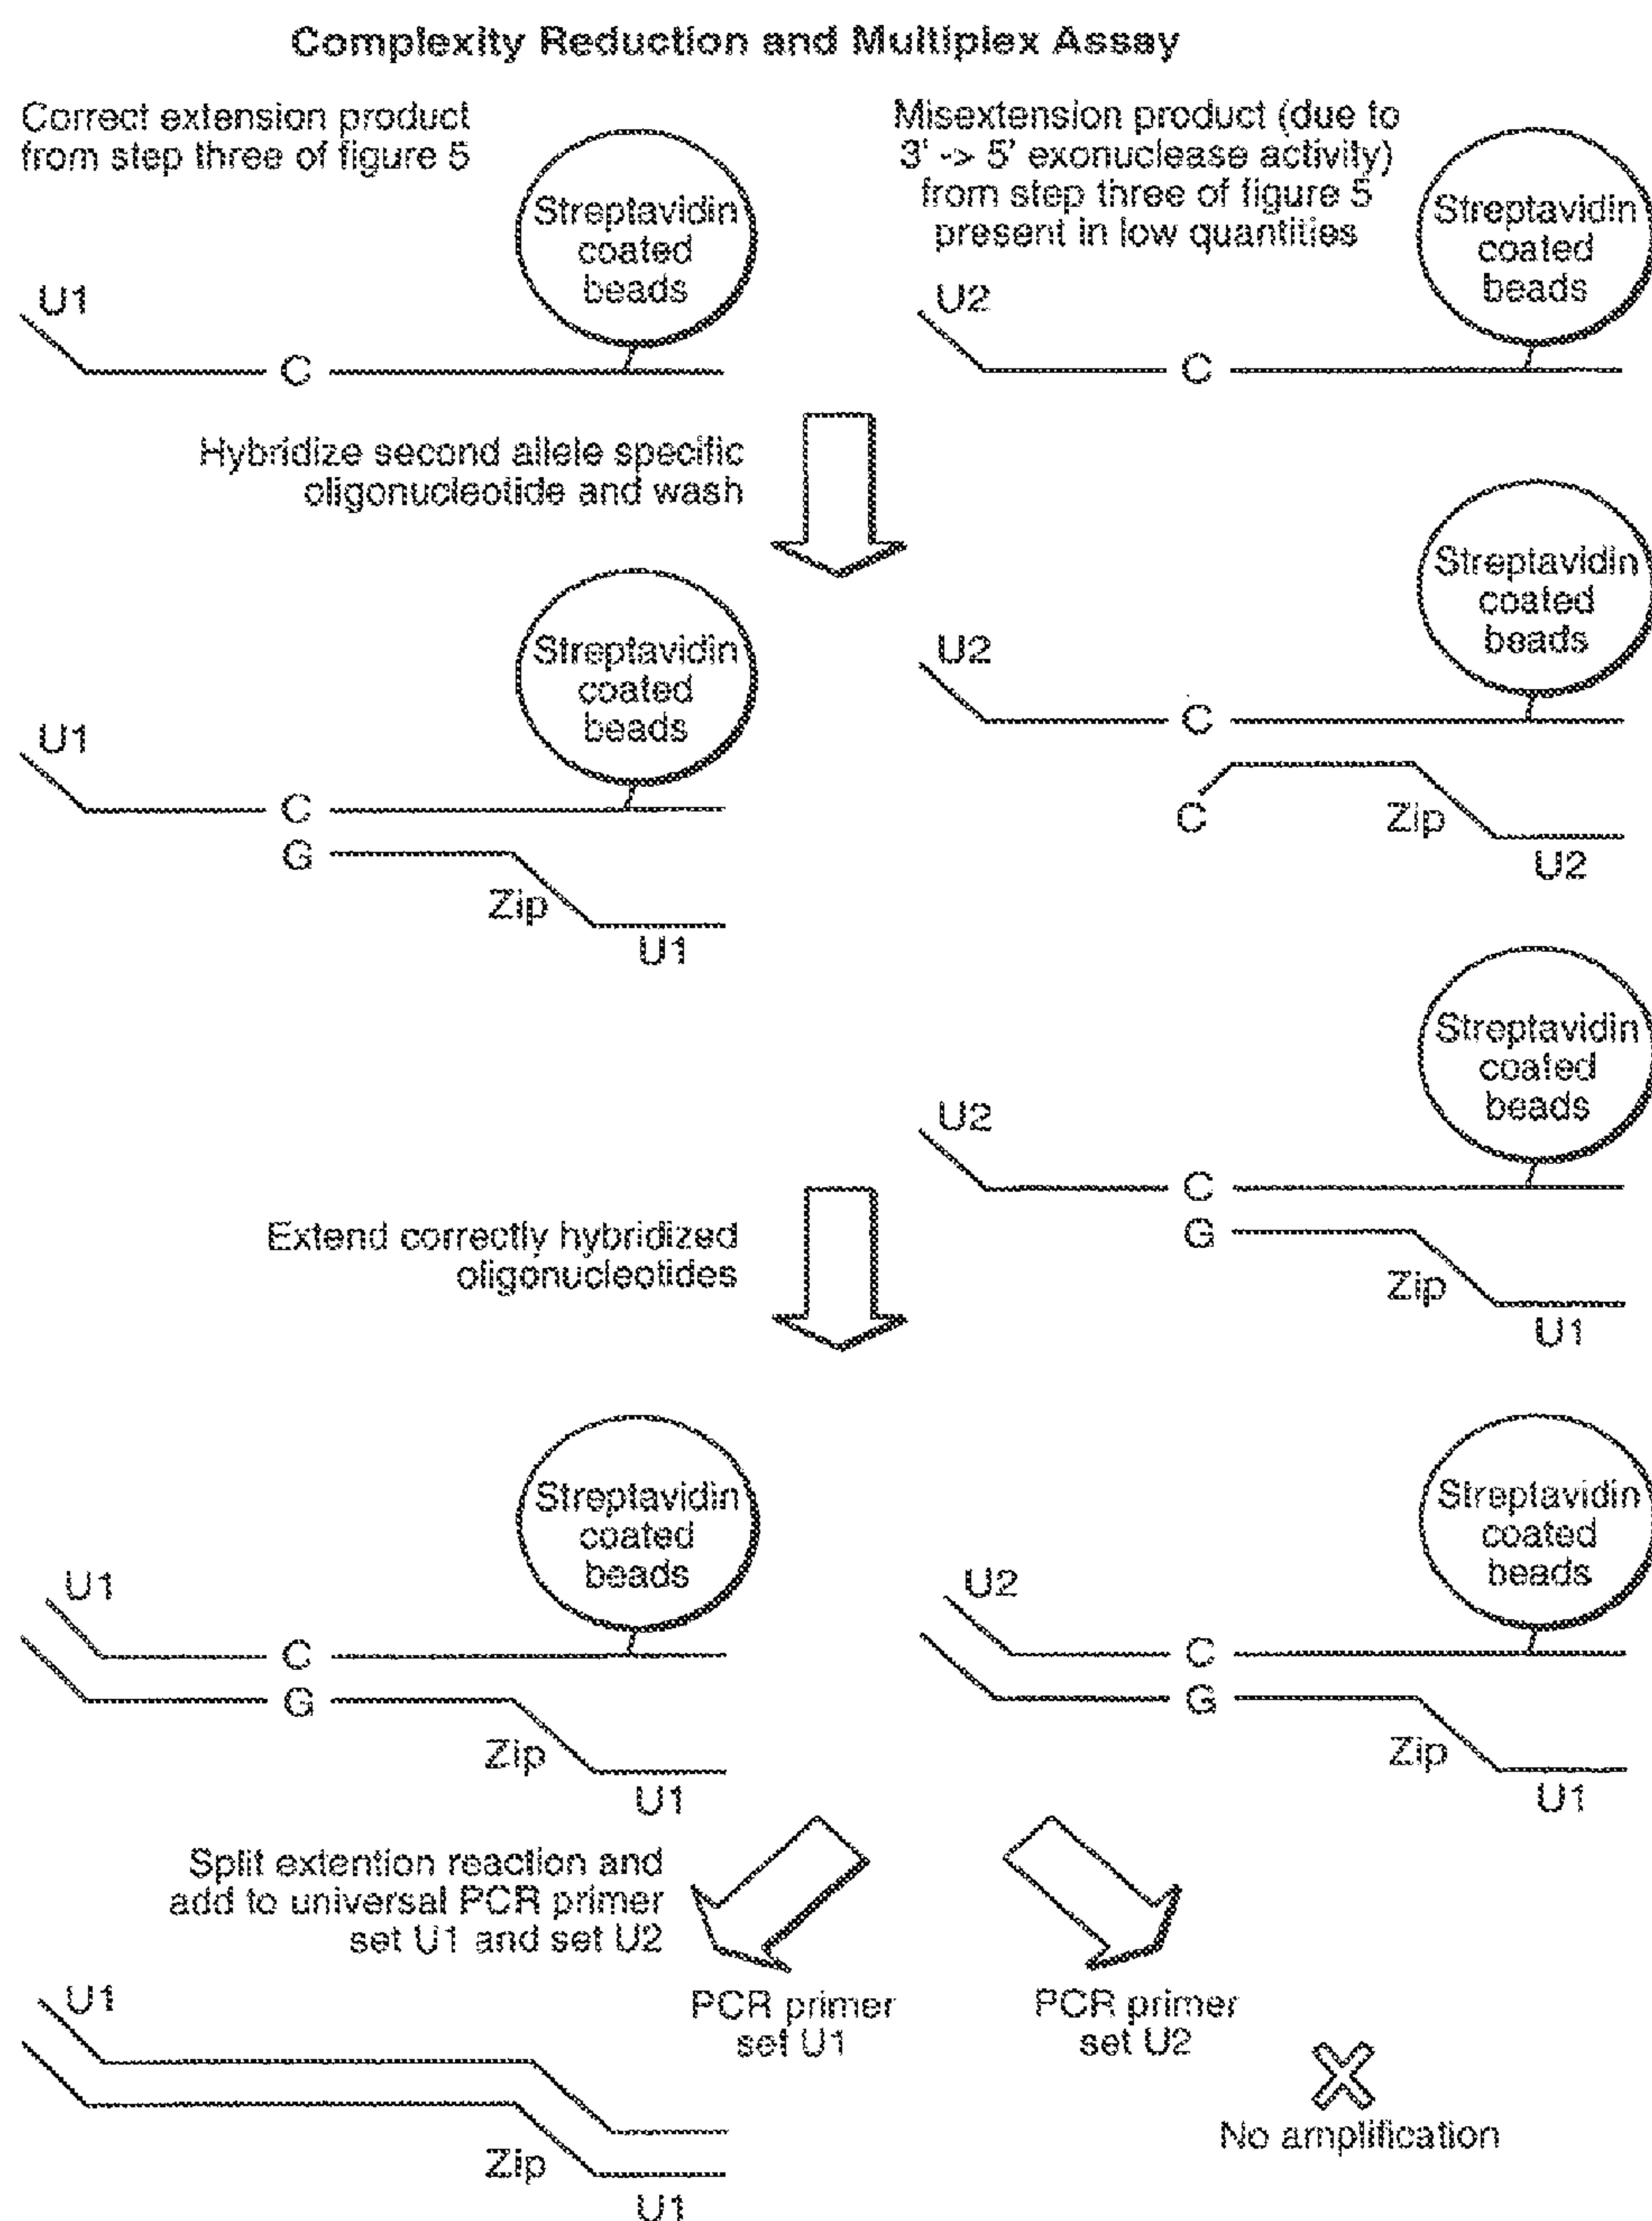 Complexity Reduction and Multiplex Assay
Correct extension product
from step three of figure 5
Streptavidin
coated
beads
U1
C
Misextension product (due to
3' -> 5' exonuclease activity)
from step three of figure 5
present in low quantities
Streptavidin
coated
beads
U2
C
Hybridize second allele specific
oligonucleotide and wash
Streptavidin
coated
beads
U1
C
G
Zip
U1
Streptavidin
coated
beads
U2
C
C
Zip
U2
Streptavidin
coated
beads
U2
C
G
Zip
U1
Extend correctly hybridized
oligonucleotides
Streptavidin
coated
beads
U1
C
G
Zip
U1
Streptavidin
coated
beads
U2
C
G
Zip
U1
Split extention reaction and
add to universal PCR primer
set U1 and set U2
PCR primer
set U1
PCR primer
set U2
U1
Zip
U1
No amplification